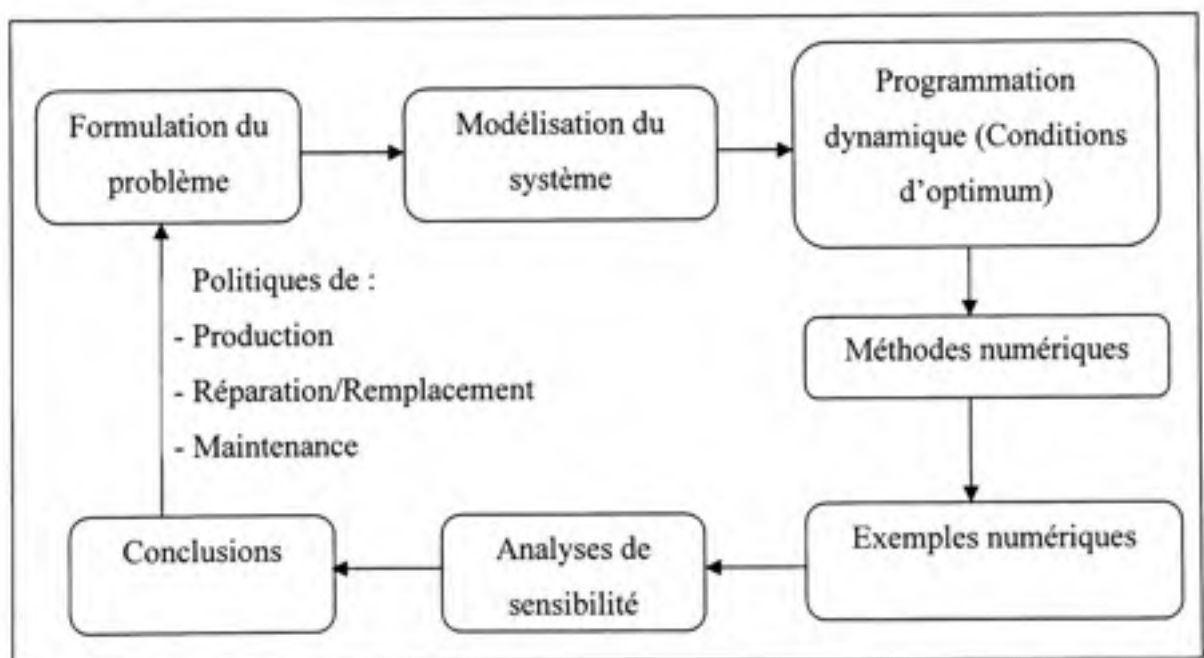 Formulation du
problème
Modélisation du
système
Programmation
dynamique (Conditions
d'optimum)
Politiques de :
- Production
- Réparation/Remplacement
- Maintenance
Méthodes numériques
Exemples numériques
Analyses de
sensibilité
Conclusions